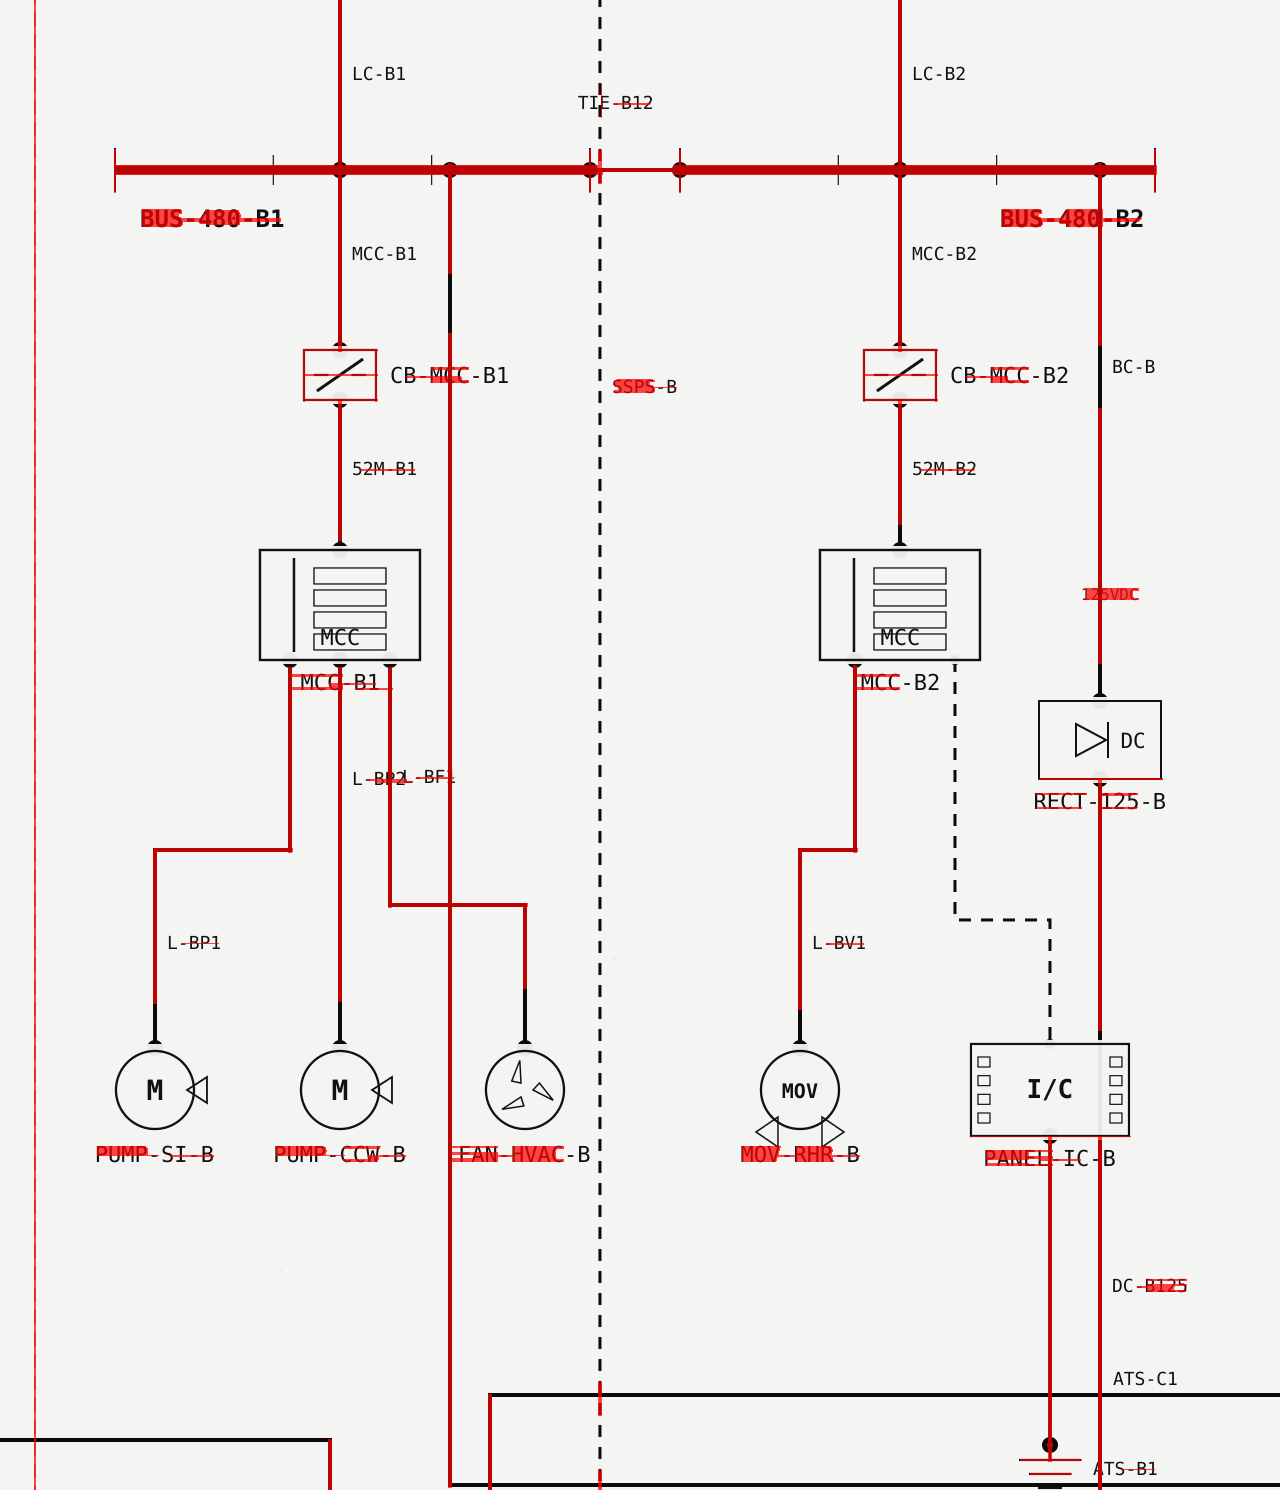 LC-B1
LC-B2
TIE-B12
BUS-480-B1
BUS-480-B2
MCC-B1
MCC-B2
CB-MCC-B1
CB-MCC-B2
BC-B
SSPS-B
52M-B1
52M-B2
125VDC
MCC
MCC
MCC-B1
MCC-B2
DC
L-BP2
L-BF1
RECT-125-B
L-BP1
L-BV1
M
M
MOV
I/C
PUMP-SI-B
PUMP-CCW-B
FAN-HVAC-B
MOV-RHR-B
PANEL-IC-B
DC-B125
ATS-C1
ATS-B1